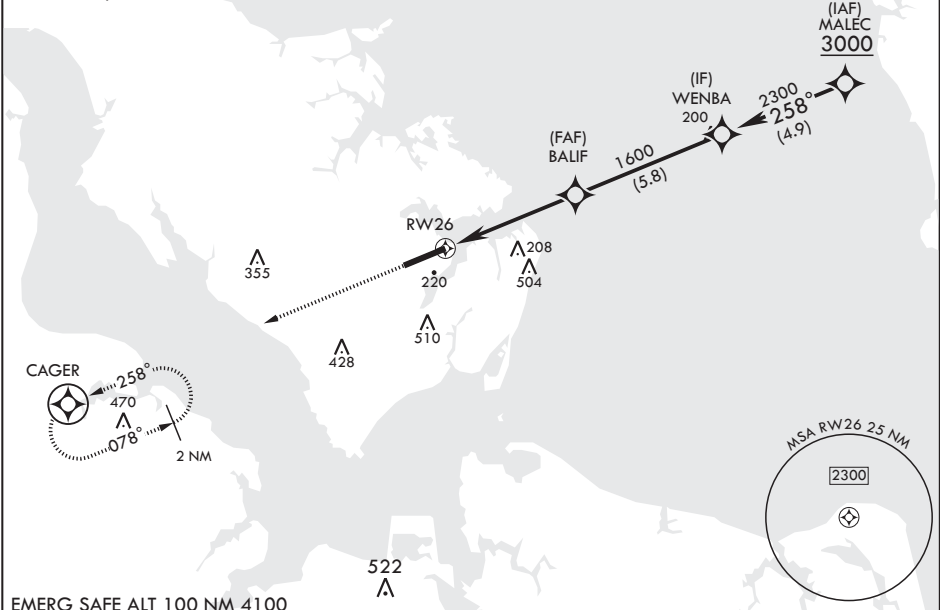 (IAF)
MALEC
3000
(IF)
WENBA
200
2300
258°
(4.9)
(FAF)
BALIF
1600
(5.8)
RW26
208
504
220
355
510
428
CAGER
258°
470
078°
2 NM
MSA RW26 25 NM
2300
522
EMERG SAFE ALT 100 NM 4100